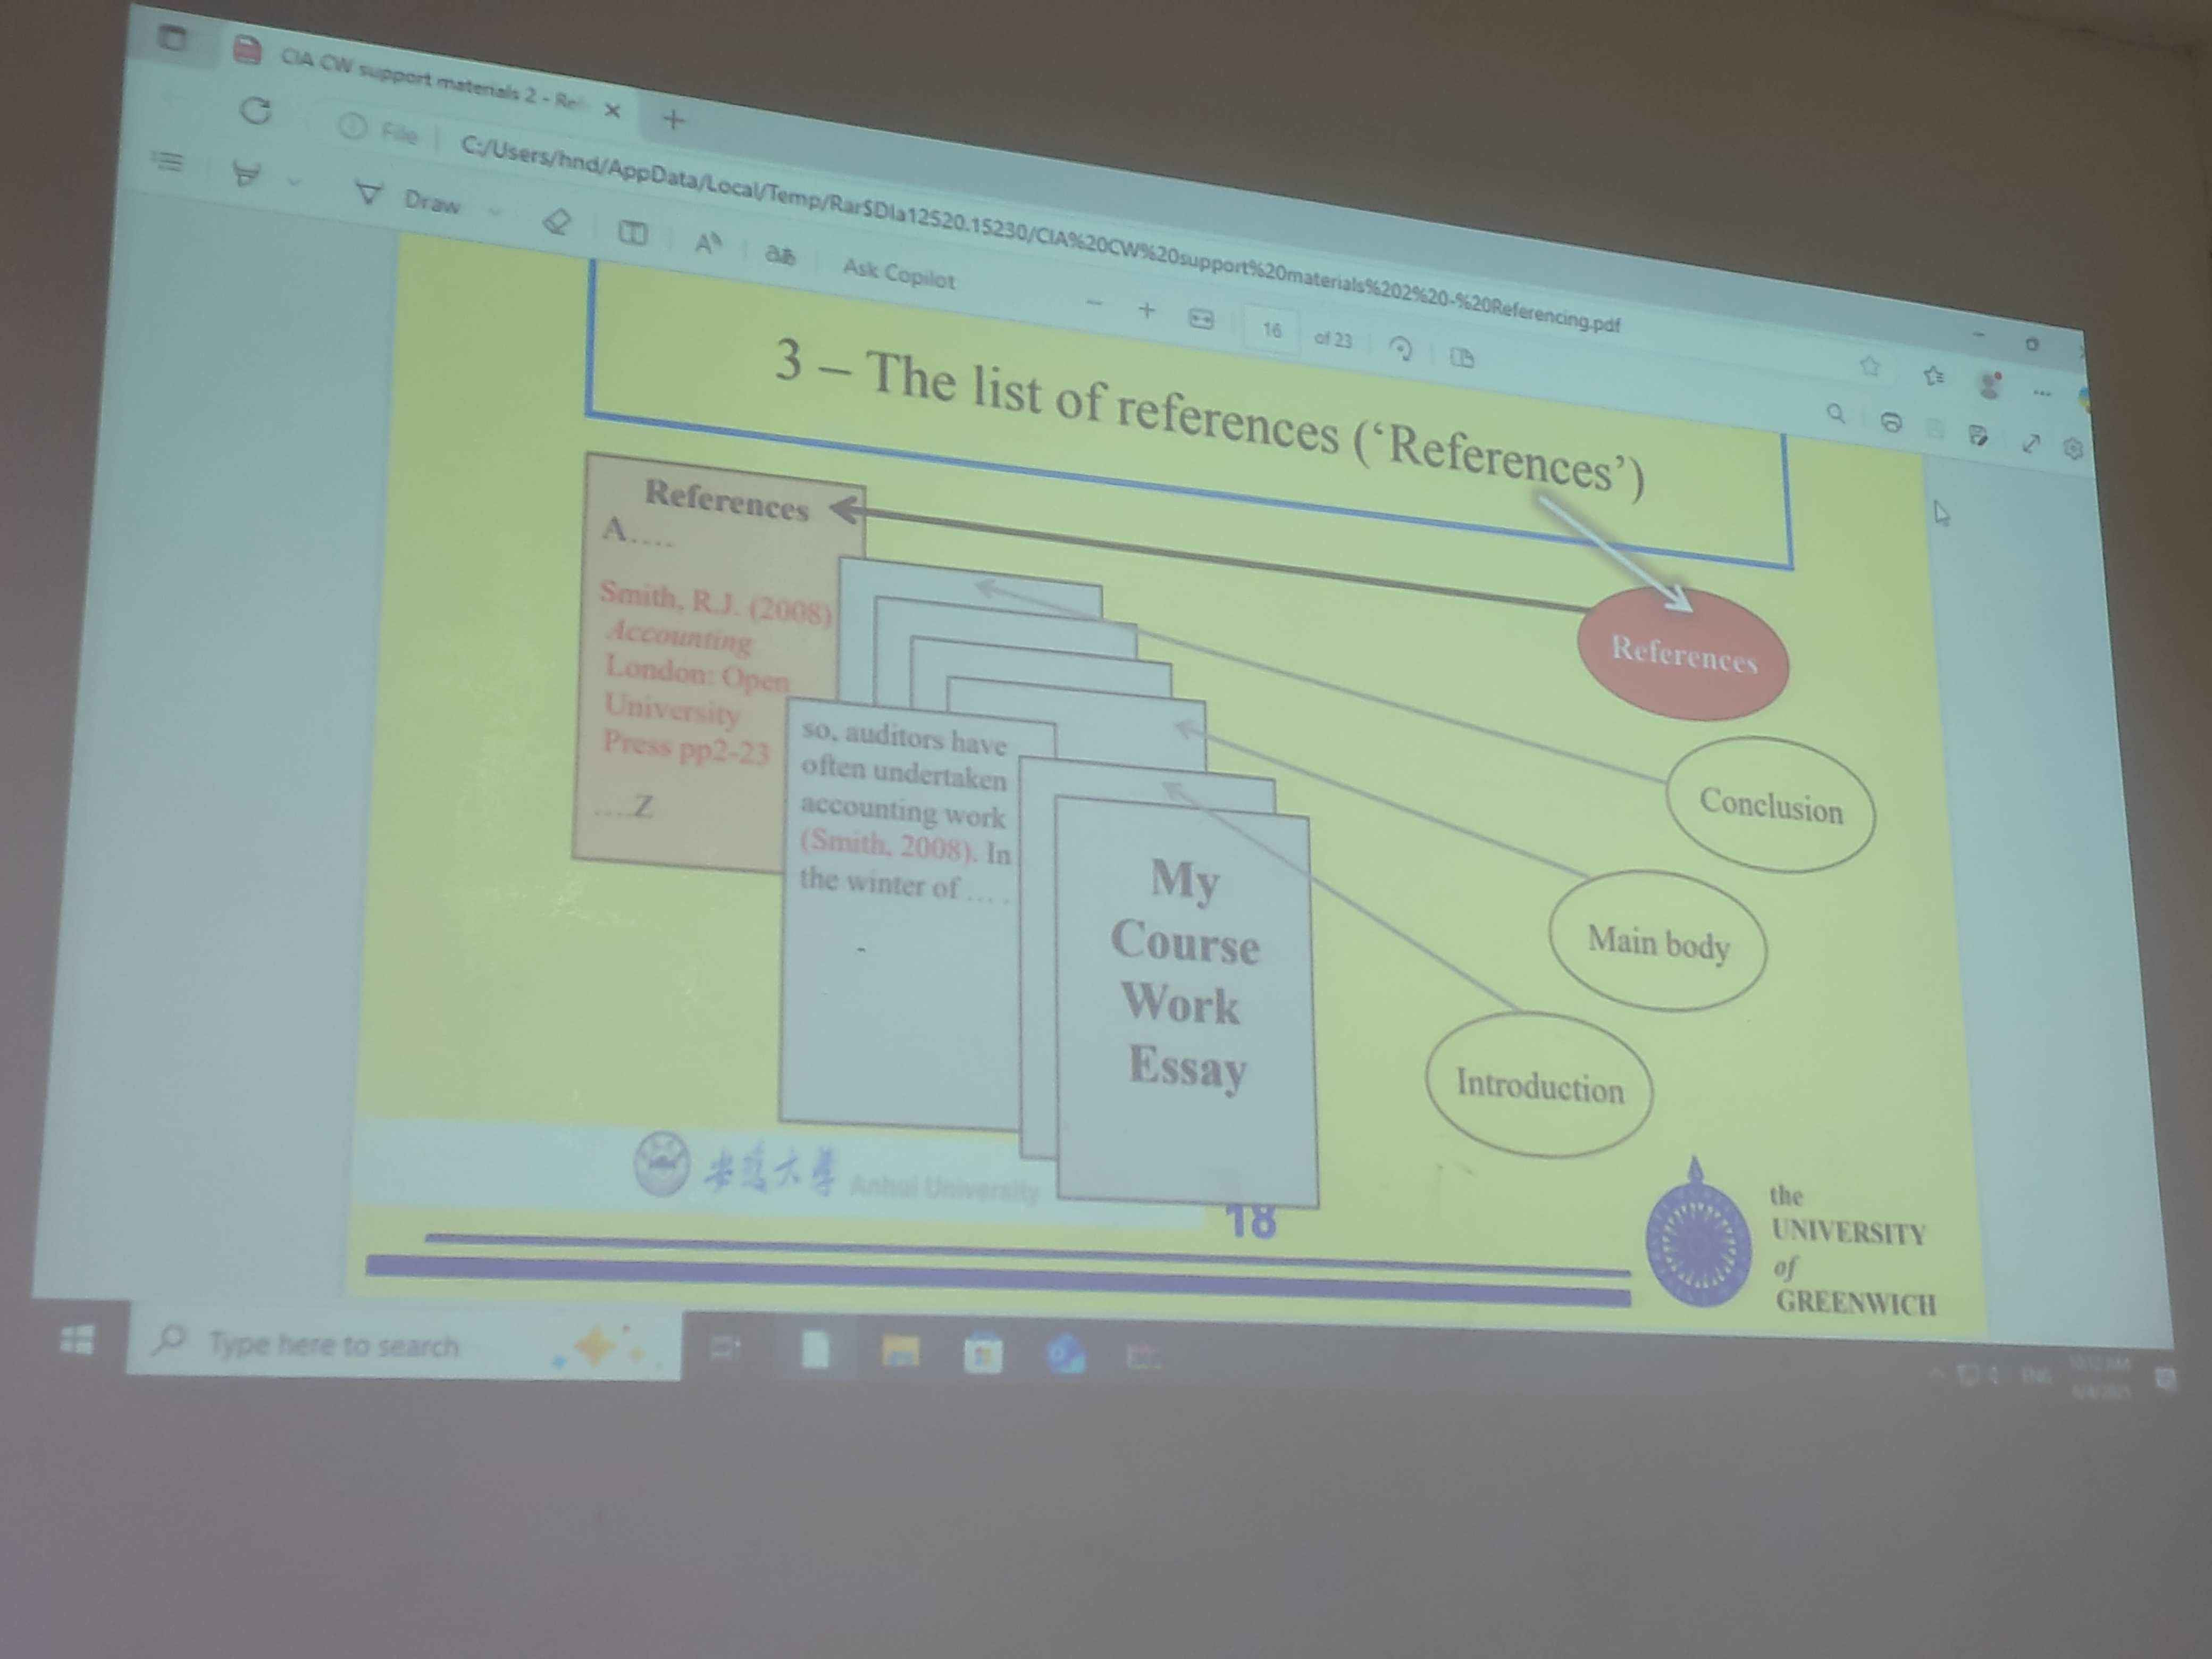 CIA CW support materials 2 - Re
File
C:/Users/hnd/AppData/Local/Temp/Rar$DIa12520.15230/CIA%20CW%20support%20materials%202%20-%20Referencing.pdf
Draw
Ask Copilot
16 of 23
3 – The list of references (‘References’)
References
A....
Smith, R.J. (2008)
Accounting
London: Open
University
Press pp2-23
....Z
so, auditors have
often undertaken
accounting work
(Smith, 2008). In
the winter of ... .
My
Course
Work
Essay
References
Conclusion
Main body
Introduction
安徽大学 Anhui University
18
the
UNIVERSITY
of
GREENWICH
Type here to search
ENG
10:12 AM